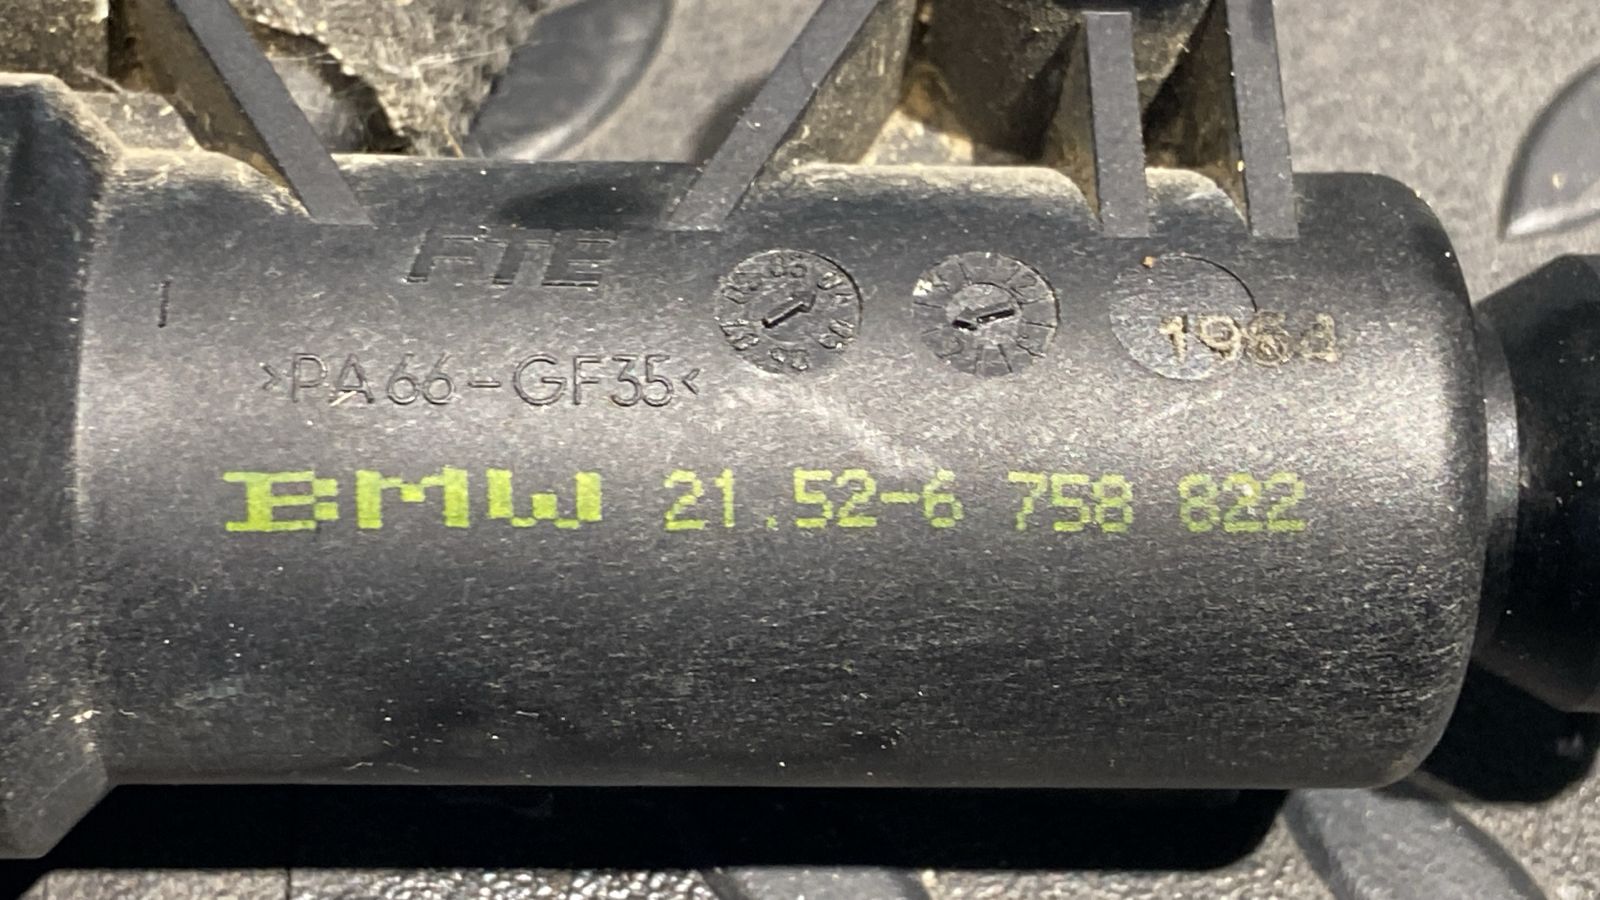 FTE
1964
>PA66-GF35<
BMW 21.52-6 758 822